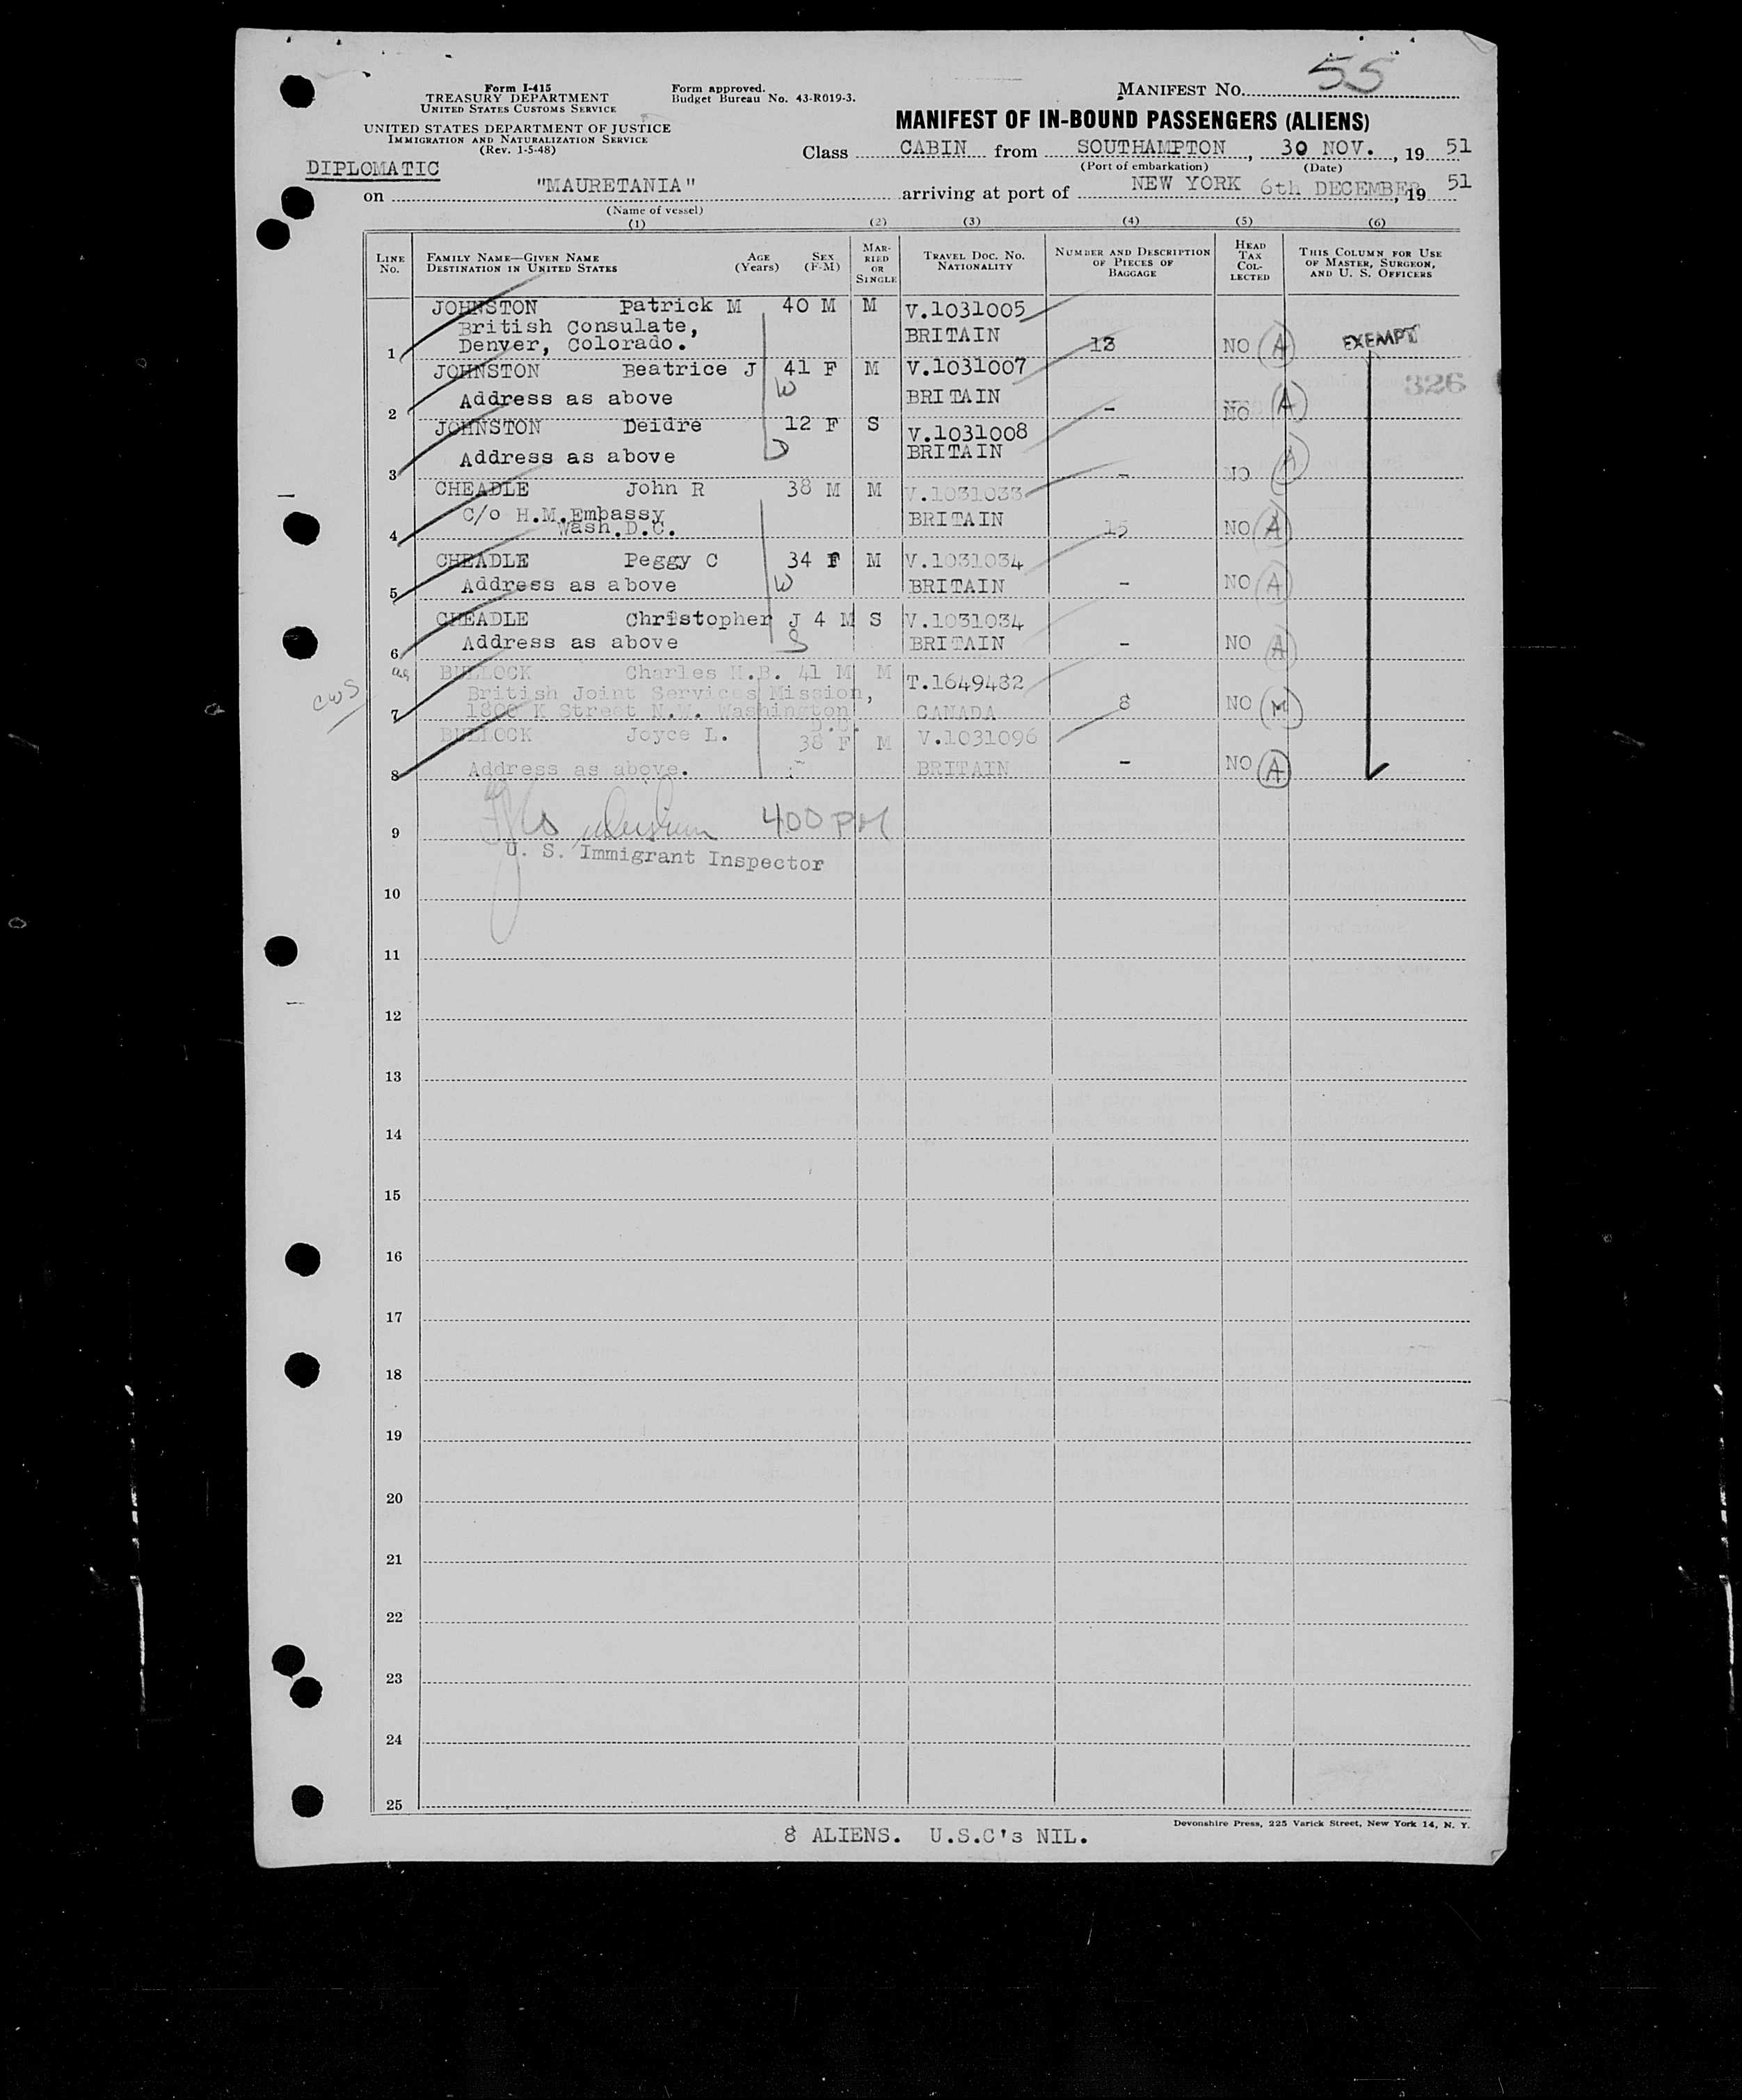 Form I-415
TREASURY DEPARTMENT
UNITED STATES CUSTOMS SERVICE
UNITED STATES DEPARTMENT OF JUSTICE
IMMIGRATION AND NATURALIZATION SERVICE
(Rev. 1-5-48)
Form approved.
Budget Bureau No. 43-R019-3.
MANIFEST NO. 55
MANIFEST OF IN-BOUND PASSENGERS (ALIENS)
Class CABIN from SOUTHAMPTON, 30 NOV., 1951
(Port of embarkation) (Date)
DIPLOMATIC
on "MAURETANIA" arriving at port of NEW YORK 6th DECEMBER, 1951
(Name of vessel)
(1) (2) (3) (4) (5) (6)
LINE NO. FAMILY NAME—GIVEN NAME DESTINATION IN UNITED STATES AGE (Years) SEX (F-M) MARRIED OR SINGLE TRAVEL DOC. NO. NATIONALITY NUMBER AND DESCRIPTION OF PIECES OF BAGGAGE HEAD TAX COLLECTED THIS COLUMN FOR USE OF MASTER, SURGEON, AND U. S. OFFICERS
JOHNSTON Patrick M 40 M M V.1031005
British Consulate, BRITAIN
1 Denver, Colorado. 13 NO A EXEMPT
JOHNSTON Beatrice J 41 F M V.1031007
326
2 Address as above W BRITAIN - NO A
JOHNSTON Deidre 12 F S V.1031008
3 Address as above D BRITAIN - NO A
CHEADLE John R 38 M M V.1031033
C/o H.M.Embassy BRITAIN
4 Wash.D.C. 15 NO A
CHEADLE Peggy C 34 F M V.1031034
5 Address as above W BRITAIN - NO A
CHEADLE Christopher J 4 M S V.1031034
6 Address as above S BRITAIN - NO A
BULLOCK Charles H.B. 41 M M T.1649482
British Joint Services Mission,
cws
7 1800 K Street N.W. Washington D.C. CANADA 8 NO M
BULLOCK Joyce L. 38 F M V.1031096
8 Address as above. BRITAIN - NO A
9 400 PM
U. S. Immigrant Inspector
10
11
12
13
14
15
16
17
18
19
20
21
22
23
24
25
Devonshire Press, 225 Varick Street, New York 14, N. Y.
8 ALIENS. U.S.C's NIL.